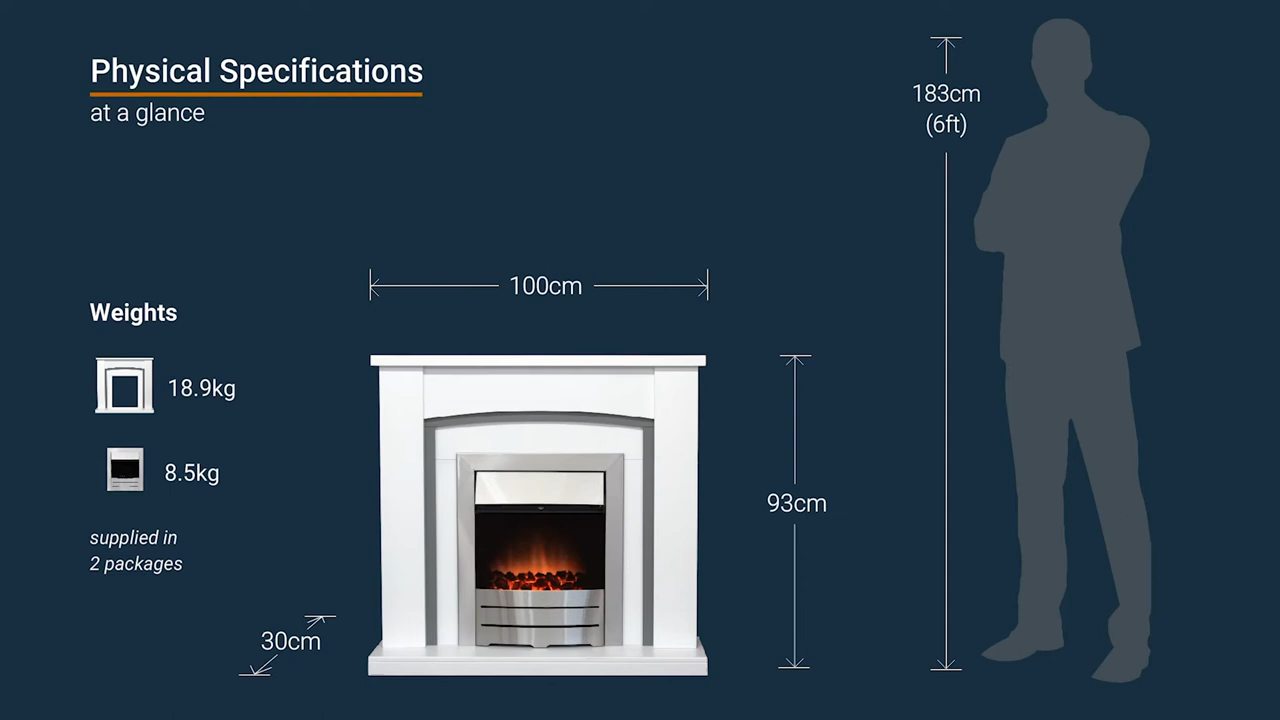 Physical Specifications
at a glance
183cm
(6ft)
100cm
Weights
18.9kg
8.5kg
93cm
supplied in
2 packages
30cm